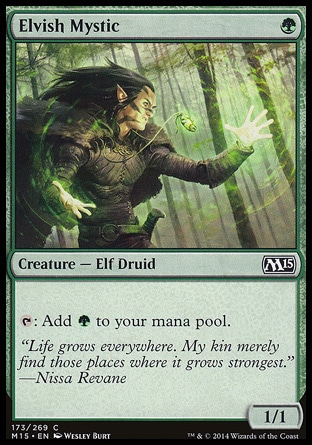 Elvish Mystic
Creature — Elf Druid
M15
: Add to your mana pool.
“Life grows everywhere. My kin merely
find those places where it grows strongest.”
—Nissa Revane
173/269 C
M15 • EN Wesley Burt
™ & © 2014 Wizards of the Coast
1/1